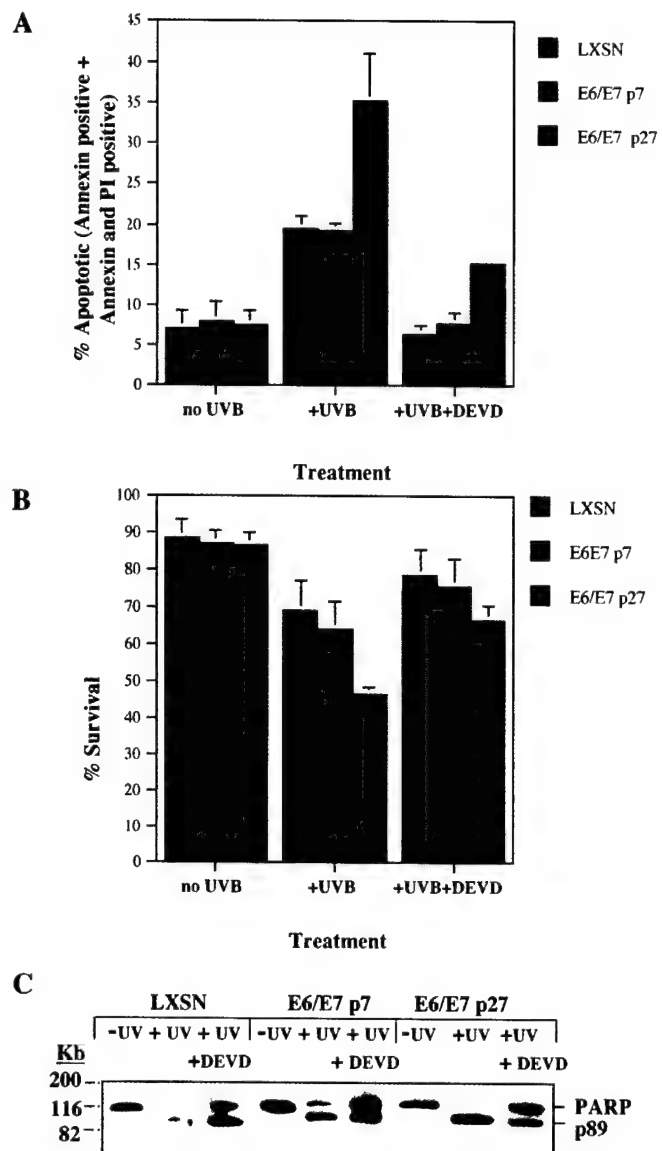 A
% Apoptotic (Annexin positive +
Annexin and PI positive)
45
40
35
30
25
20
15
10
5
0
no UVB
+UVB
+UVB+DEVD
Treatment
LXSN
E6/E7 p7
E6/E7 p27
B
% Survival
100
90
80
70
60
50
40
30
20
10
0
no UVB
+UVB
+UVB+DEVD
Treatment
LXSN
E6E7 p7
E6/E7 p27
C
LXSN E6/E7 p7 E6/E7 p27
-UV + UV + UV -UV + UV + UV -UV +UV +UV
Kb +DEVD + DEVD + DEVD
200
116 PARP
82 p89